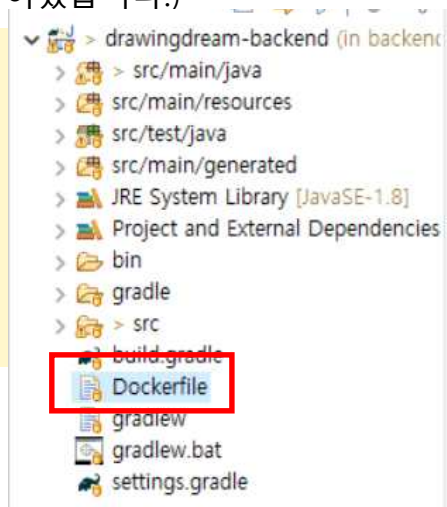 > drawingdream-backend (in backend
> src/main/java
src/main/resources
src/test/java
src/main/generated
JRE System Library [JavaSE-1.8]
Project and External Dependencies
bin
gradle
> src
build.gradle
Dockerfile
gradlew
gradlew.bat
settings.gradle